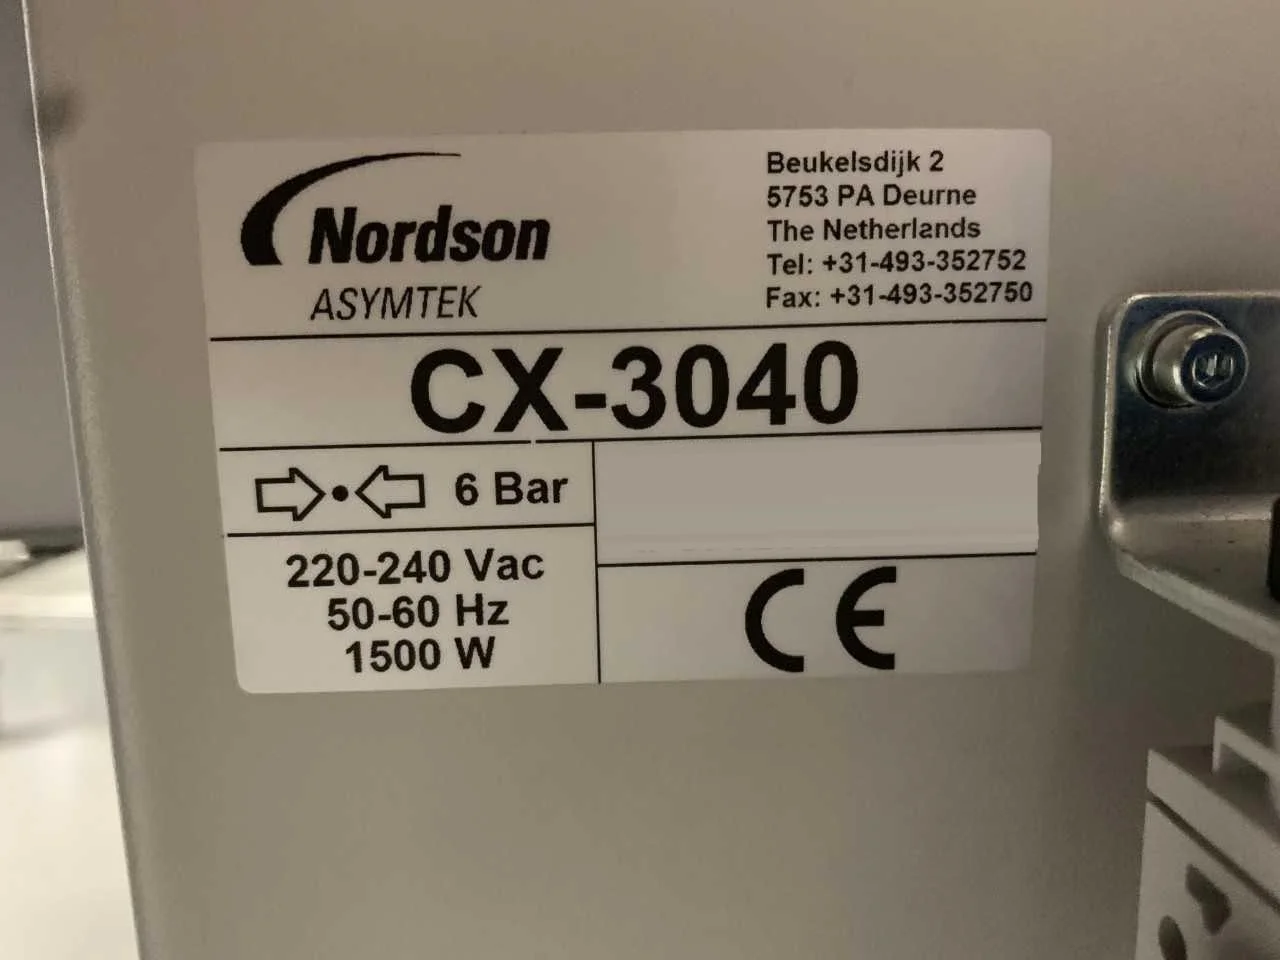 Nordson
ASYMTEK
Beukelsdijk 2
5753 PA Deurne
The Netherlands
Tel: +31-493-352752
Fax: +31-493-352750
CX-3040
6 Bar
220-240 Vac
50-60 Hz
1500 W
CE